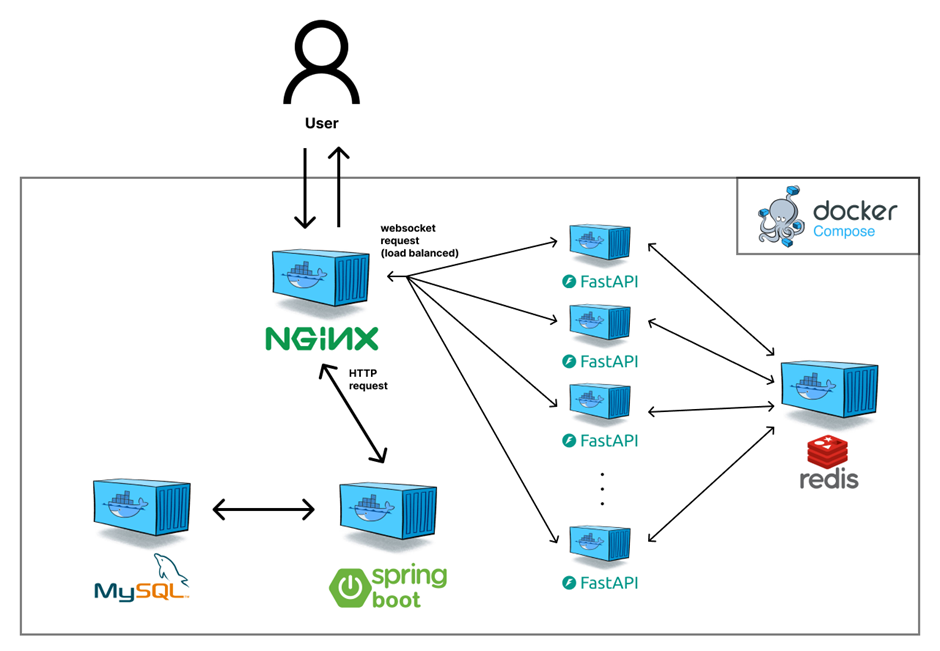 User
docker
Compose
websocket
request
(load balanced)
FastAPI
NGINX
FastAPI
HTTP
request
FastAPI
redis
MySQL
spring
boot
FastAPI